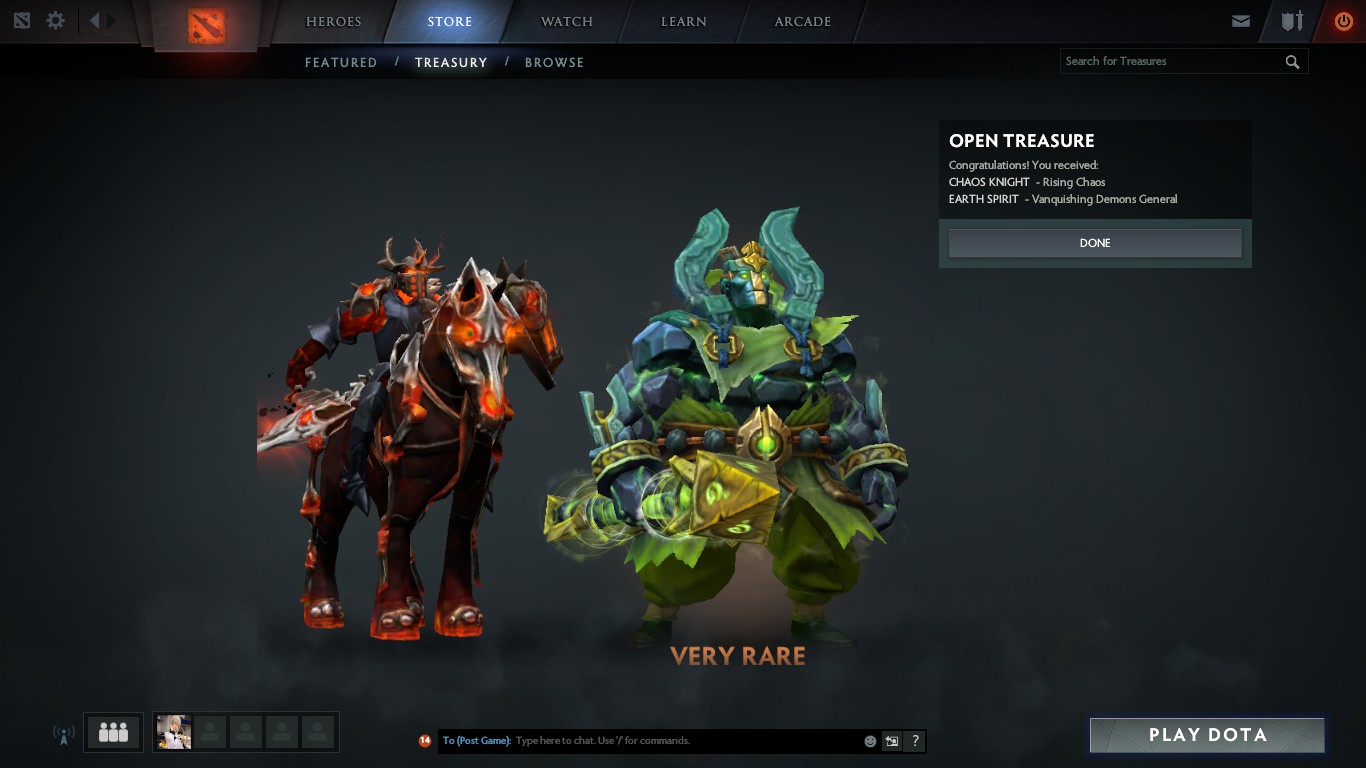 HEROES
STORE
WATCH
LEARN
ARCADE
FEATURED / TREASURY / BROWSE
Search for Treasures
OPEN TREASURE
Congratulations! You received:
CHAOS KNIGHT - Rising Chaos
EARTH SPIRIT - Vanquishing Demons General
DONE
VERY RARE
14
To (Post Game): Type here to chat. Use '/' for commands.
?
PLAY DOTA